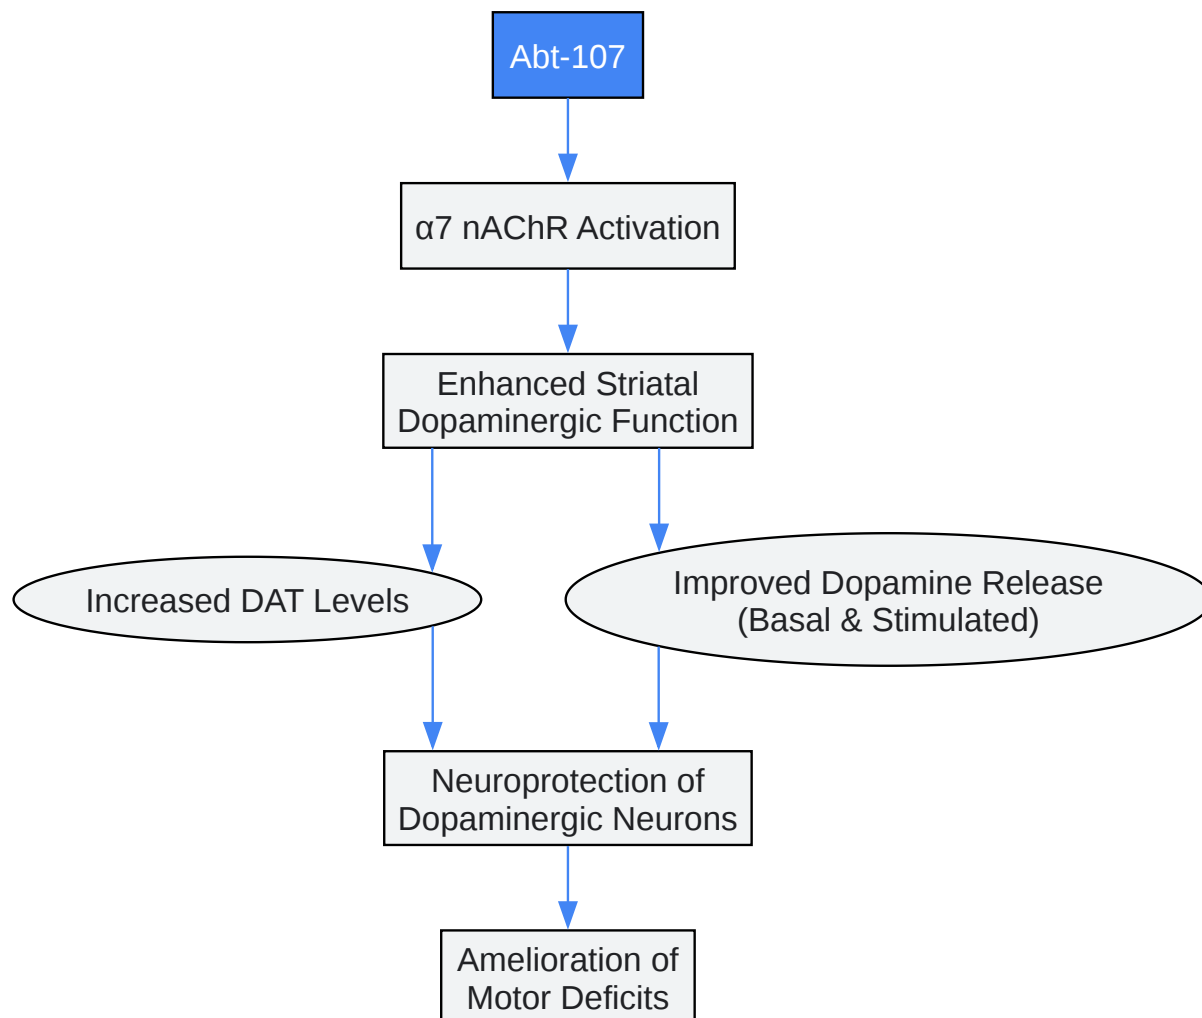 Abt-107
α7 nAChR Activation
Enhanced Striatal
Dopaminergic Function
Increased DAT Levels
Improved Dopamine Release
(Basal & Stimulated)
Neuroprotection of
Dopaminergic Neurons
Amelioration of
Motor Deficits